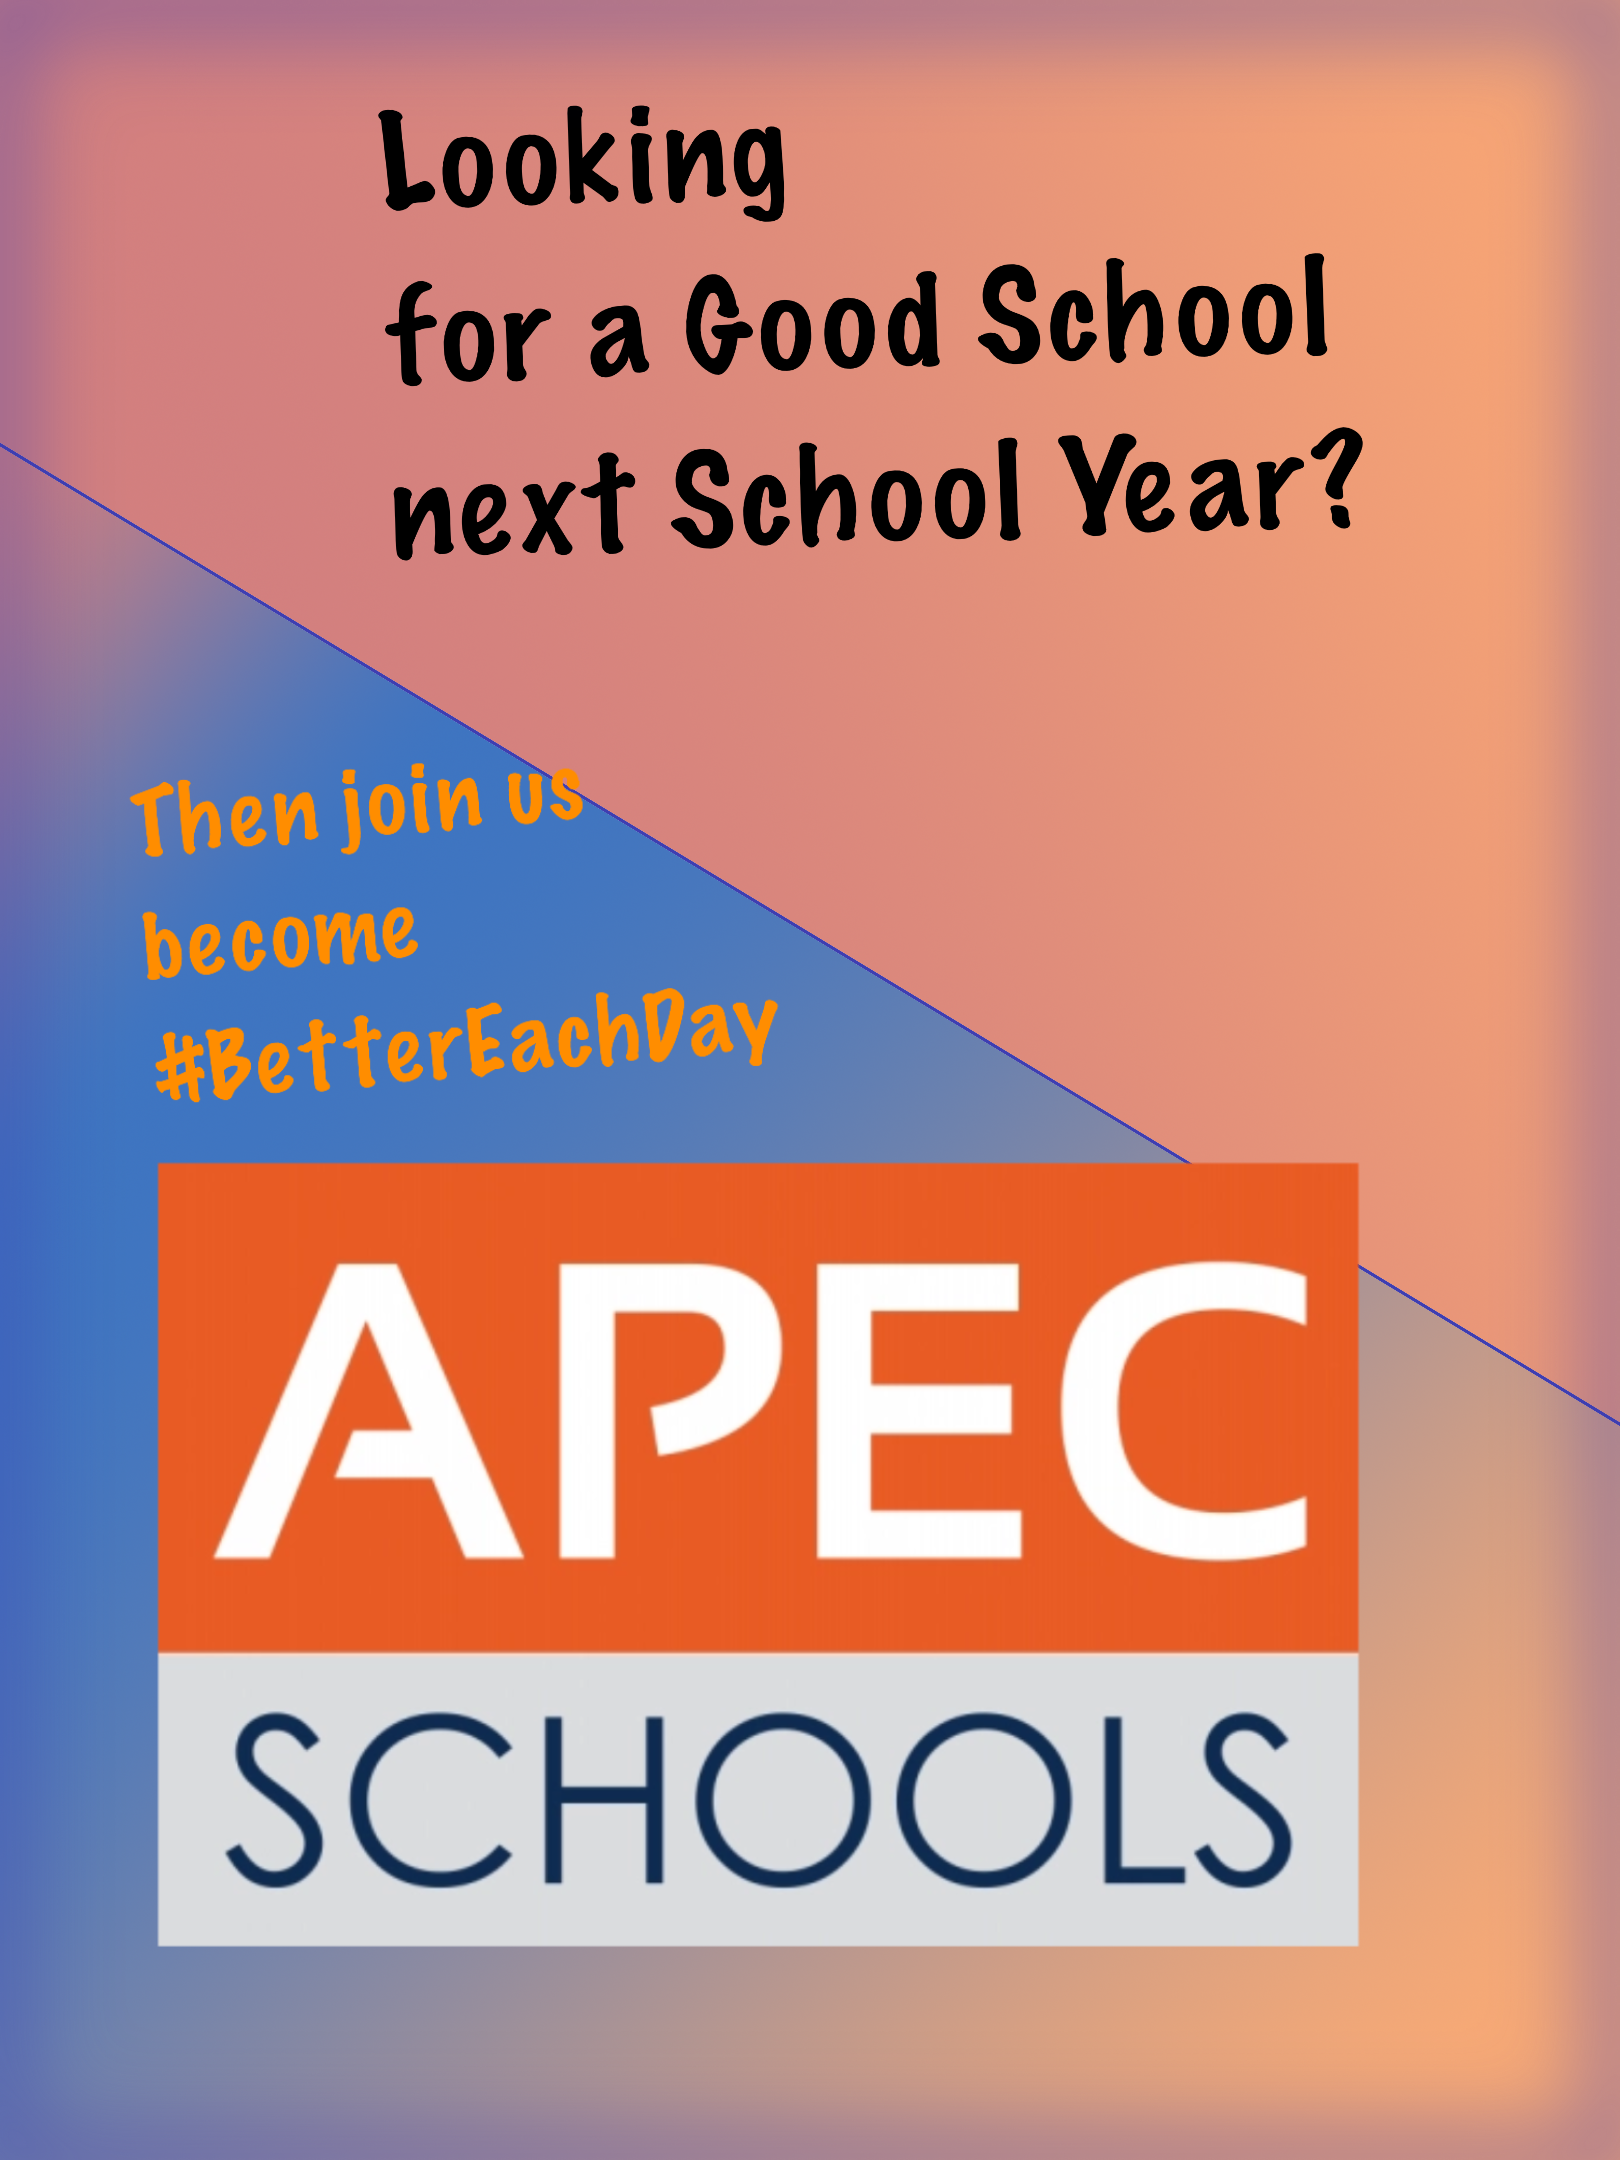 Looking
for a Good School
next School Year?
Then join us
become
#BetterEachDay
APEC
SCHOOLS